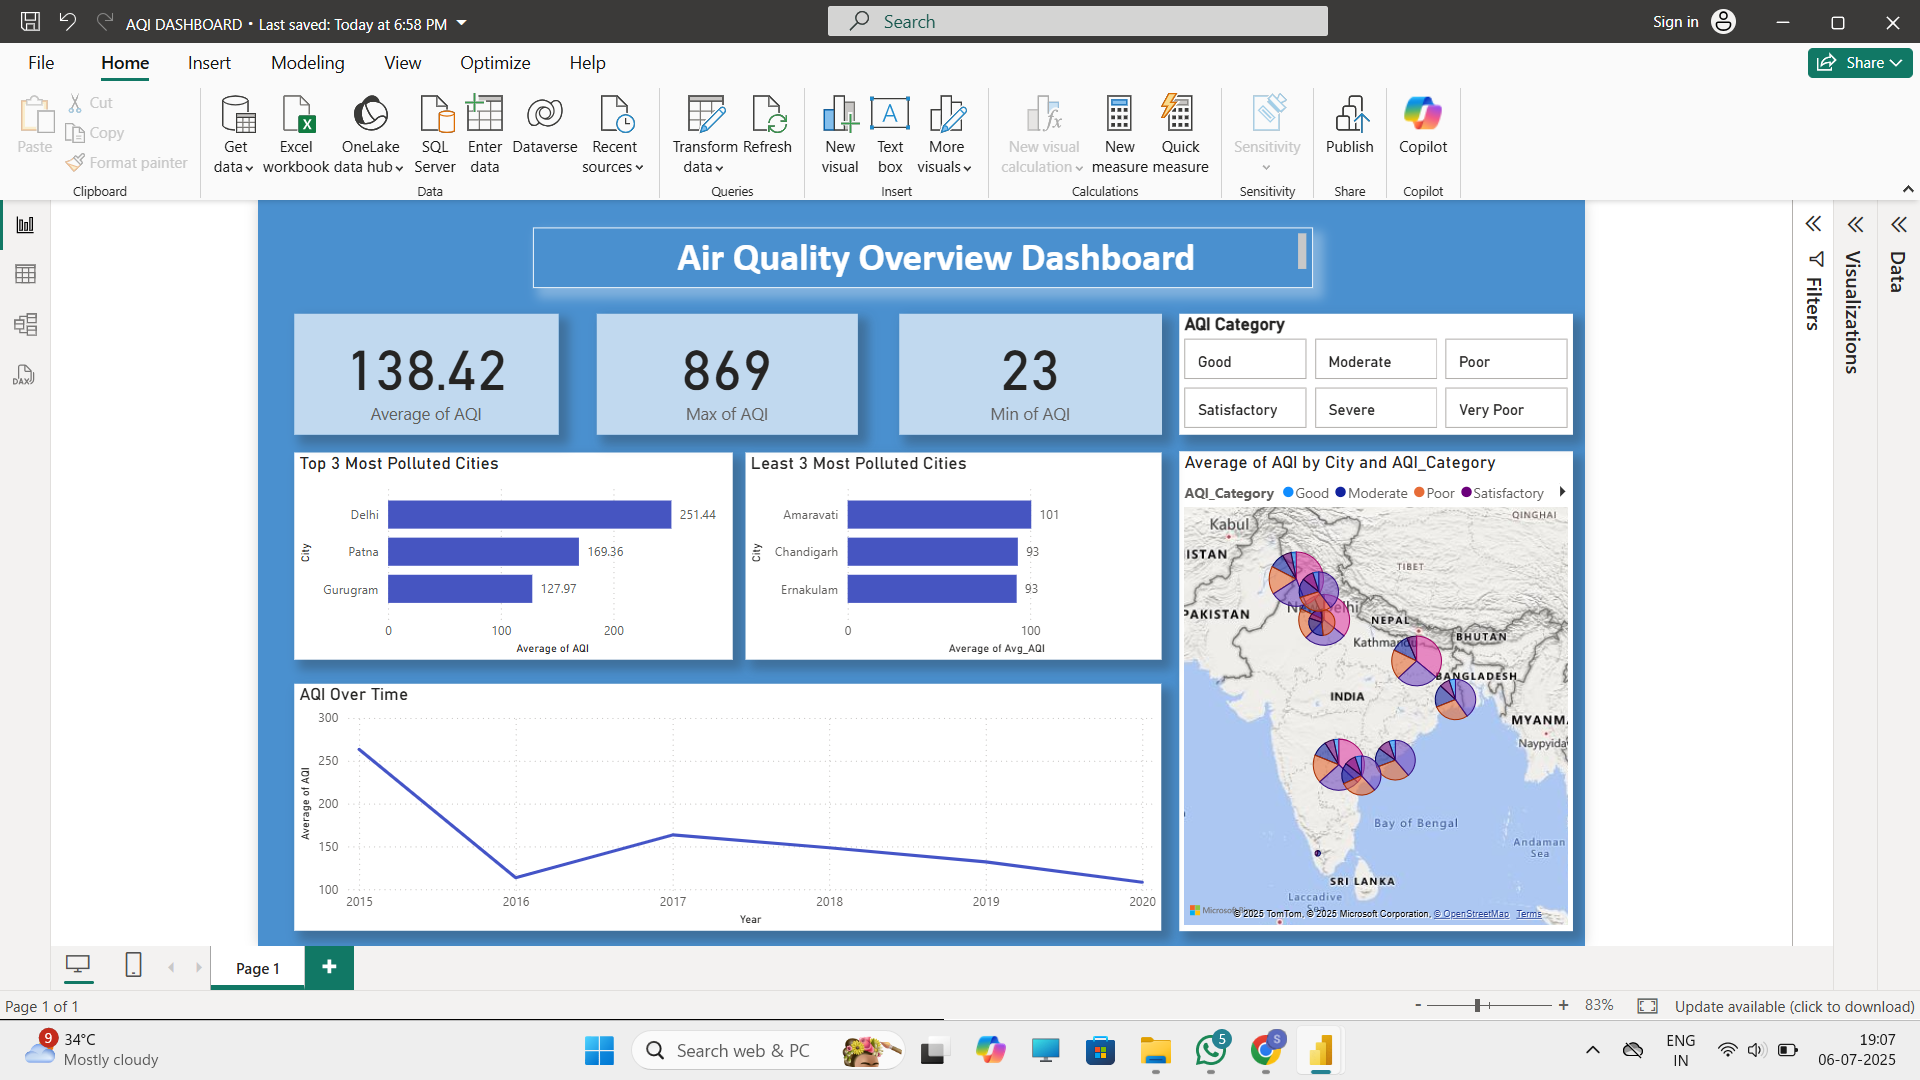 AQI DASHBOARD • Last saved: Today at 6:58 PM
Search
Sign in
File Home Insert Modeling View Optimize Help
Share
Paste
Cut
Copy
Format painter
Clipboard
Get data
Excel workbook
OneLake data hub
SQL Server
Enter data
Dataverse
Recent sources
Data
Transform data
Refresh
Queries
New visual
Text box
More visuals
Insert
New visual calculation
New measure
Quick measure
Calculations
Sensitivity
Sensitivity
Publish
Share
Copilot
Copilot
Air Quality Overview Dashboard
138.42
Average of AQI
869
Max of AQI
23
Min of AQI
AQI Category
Good Moderate Poor
Satisfactory Severe Very Poor
Top 3 Most Polluted Cities
City
Delhi 251.44
Patna 169.36
Gurugram 127.97
0 100 200
Average of AQI
Least 3 Most Polluted Cities
City
Amaravati 101
Chandigarh 93
Ernakulam 93
0 100
Average of Avg_AQI
Average of AQI by City and AQI_Category
AQI_Category Good Moderate Poor Satisfactory
Kabul
QINGHAI
ISTAN
TIBET
PAKISTAN
NEPAL
BHUTAN
BANGLADESH
INDIA
MYANM
Naypyida
Bay of Bengal
Andaman Sea
SRI LANKA
Laccadive
© 2025 TomTom, © 2025 Microsoft Corporation, © OpenStreetMap Terms
AQI Over Time
Average of AQI
300
250
200
150
100
2015 2016 2017 2018 2019 2020
Year
Filters
Visualizations
Data
DAX
Page 1
Page 1 of 1
- + 83%
Update available (click to download)
9
34°C
Mostly cloudy
Search web & PC
5
S
ENG
IN
19:07
06-07-2025